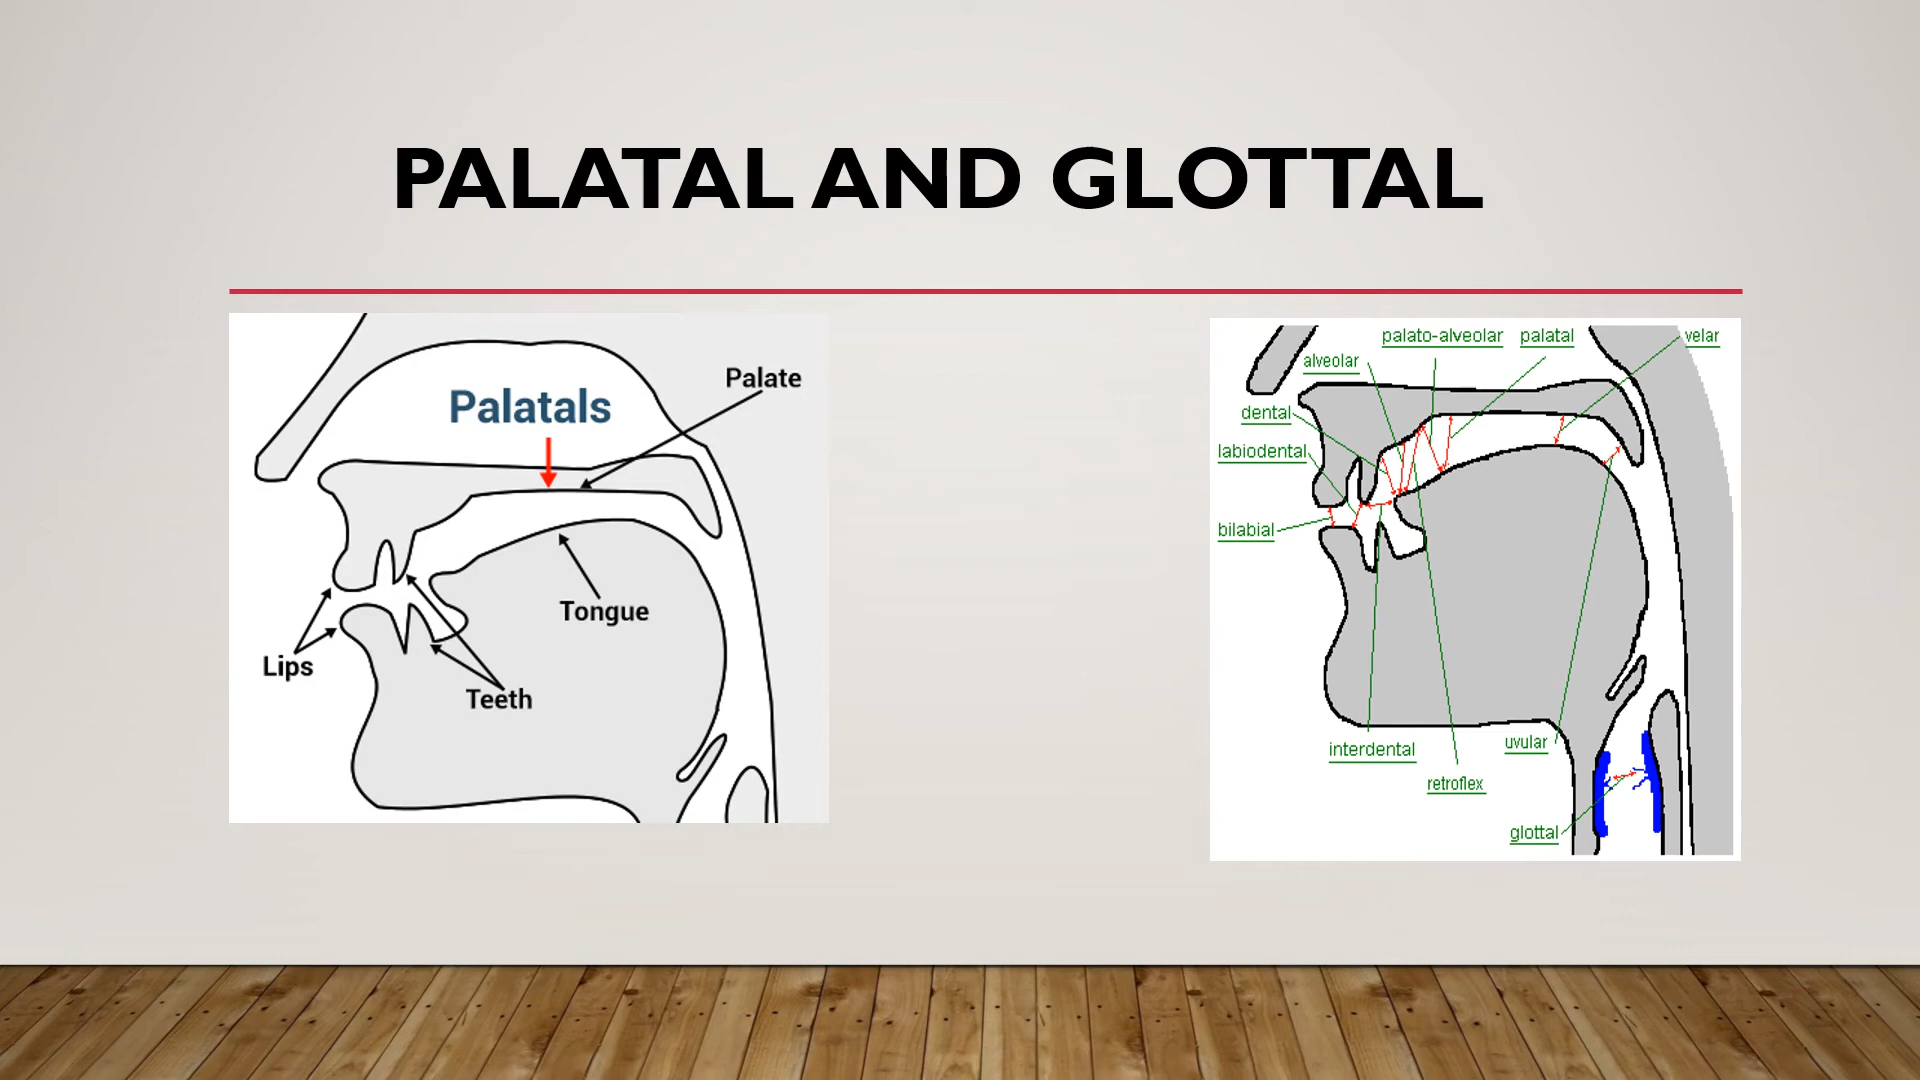 PALATAL AND GLOTTAL
Palate
Palatals
Tongue
Lips
Teeth
palato-alveolar
palatal
velar
alveolar
dental
labiodental
bilabial
interdental
uvular
retroflex
glottal